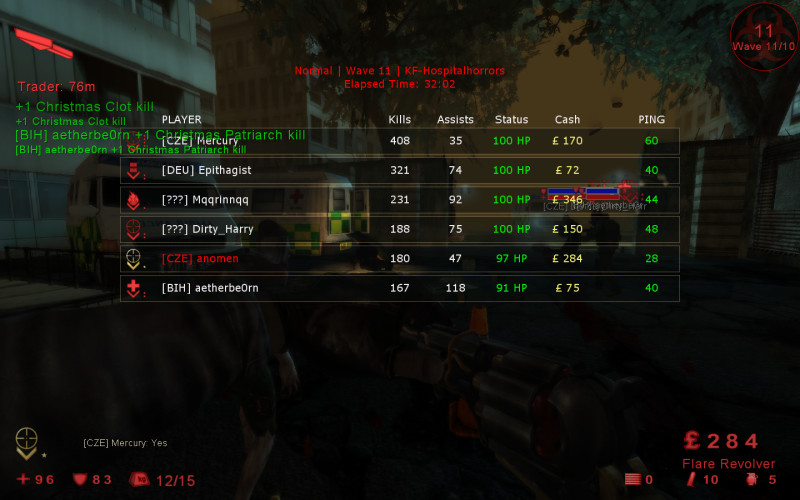 11
Wave 11/10
Normal | Wave 11 | KF-Hospitalhorrors
Elapsed Time: 32:02
Trader: 76m
+1 Christmas Clot kill
+1 Christmas Clot kill
[BIH] aetherbe0rn +1 Christmas Patriarch kill
[BIH] aetherbe0rn +1 Christmas Patriarch kill
PLAYER Kills Assists Status Cash PING
[CZE] Mercury 408 35 100 HP £ 170 60
[DEU] Epithagist 321 74 100 HP £ 72 40
[???] Mqqrinnqq 231 92 100 HP £ 346 44
[???] Dirty_Harry 188 75 100 HP £ 150 48
[CZE] anomen 180 47 97 HP £ 284 28
[BIH] aetherbe0rn 167 118 91 HP £ 75 40
[CZE] Mercury: Yes
£ 284
Flare Revolver
+ 96 83 12/15 0 10 5